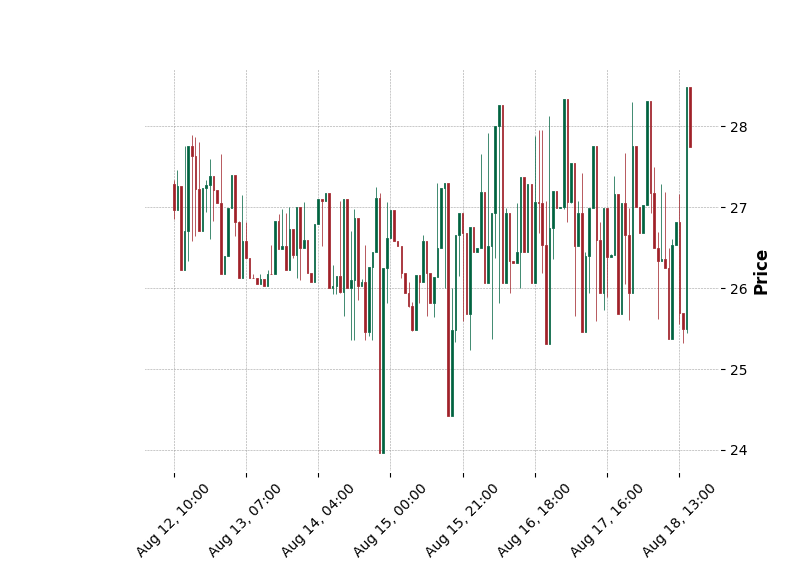 28
27
26
25
24
Price
Aug 12, 10:00
Aug 13, 07:00
Aug 14, 04:00
Aug 15, 00:00
Aug 15, 21:00
Aug 16, 18:00
Aug 17, 16:00
Aug 18, 13:00